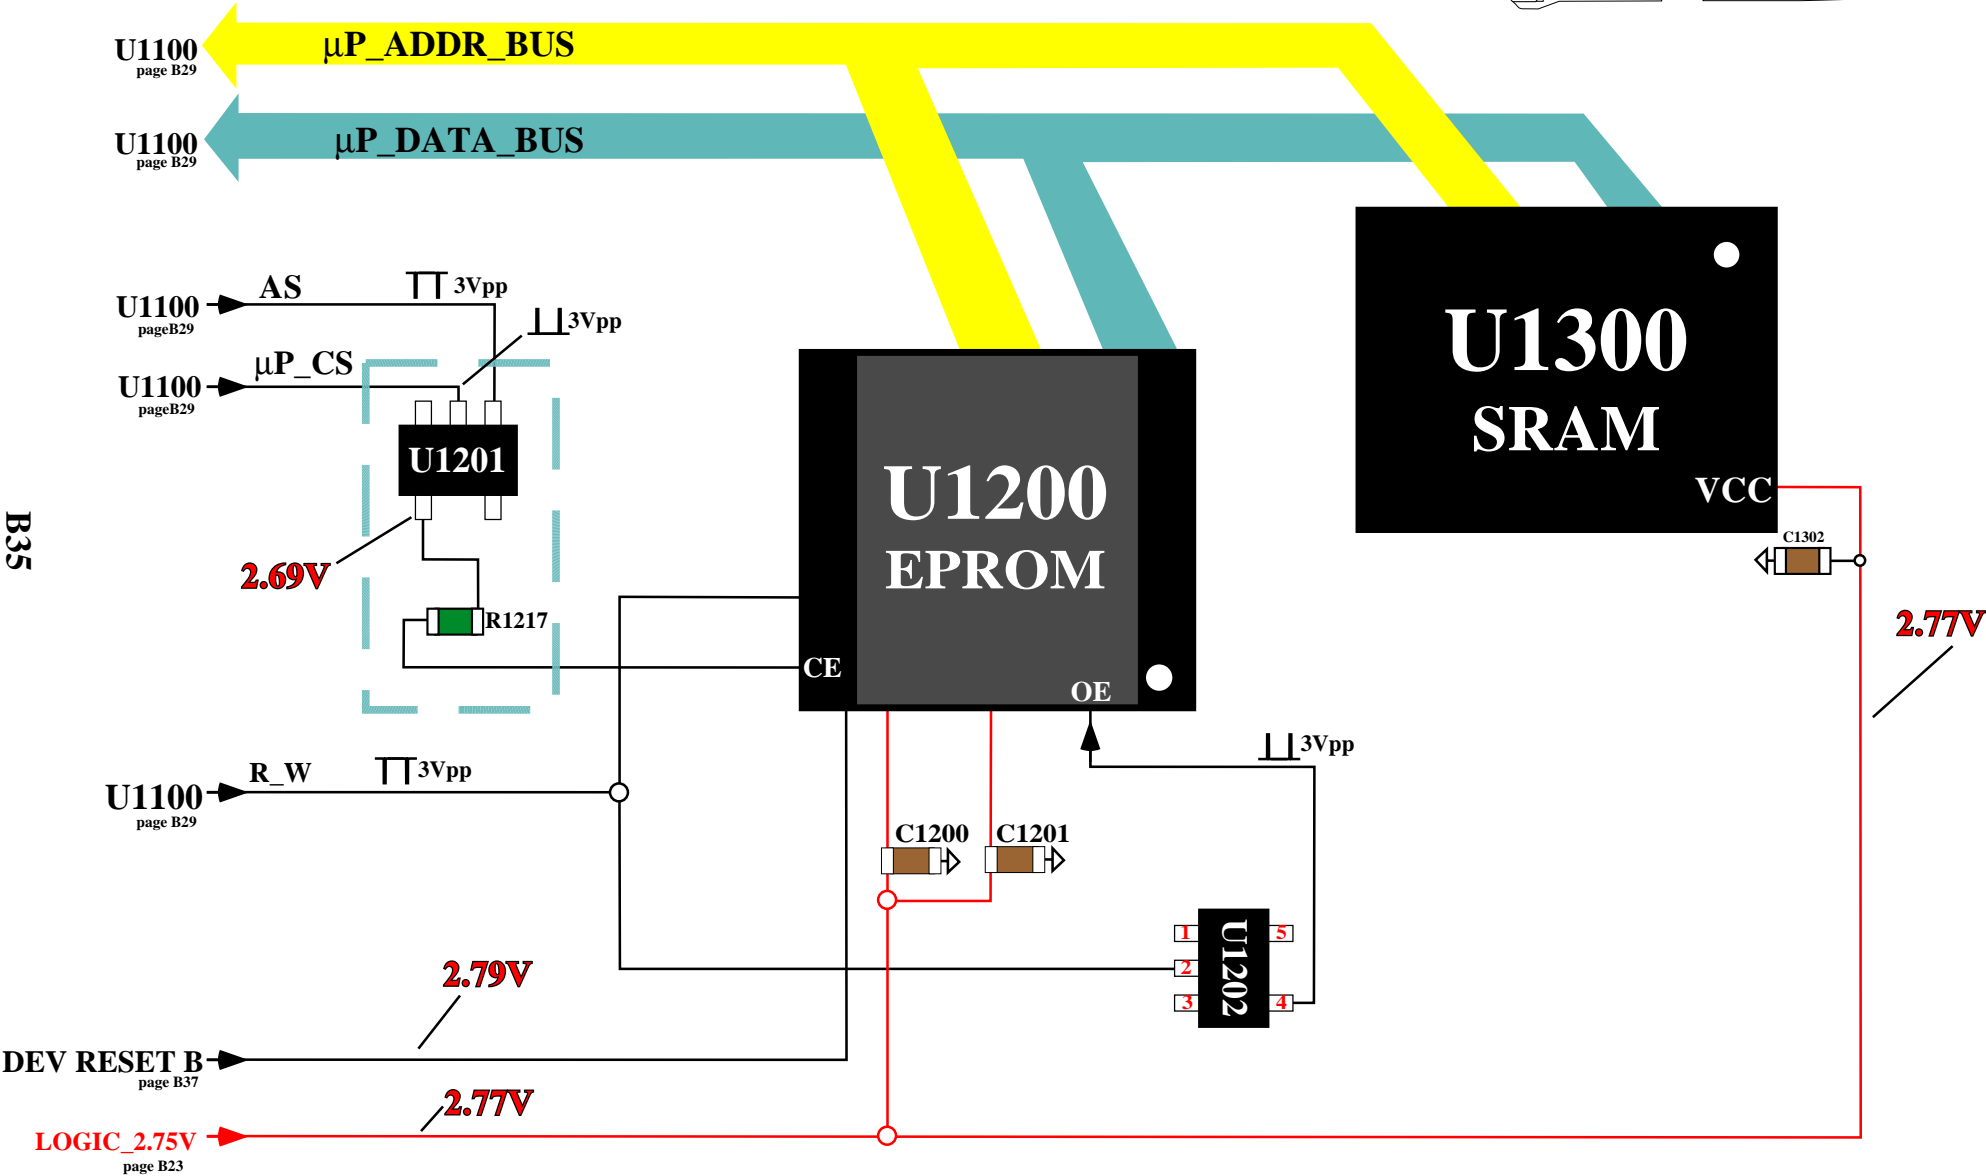 U1100
page B29
µP_ADDR_BUS
U1100
page B29
µP_DATA_BUS
U1100
pageB29
AS
3Vpp
3Vpp
U1100
pageB29
µP_CS
U1201
2.69V
R1217
B35
U1200
EPROM
CE
OE
U1300
SRAM
VCC
C1302
2.77V
U1100
page B29
R_W
3Vpp
3Vpp
C1200
C1201
U1202
1
2
3
4
5
2.79V
DEV RESET B
page B37
2.77V
LOGIC_2.75V
page B23